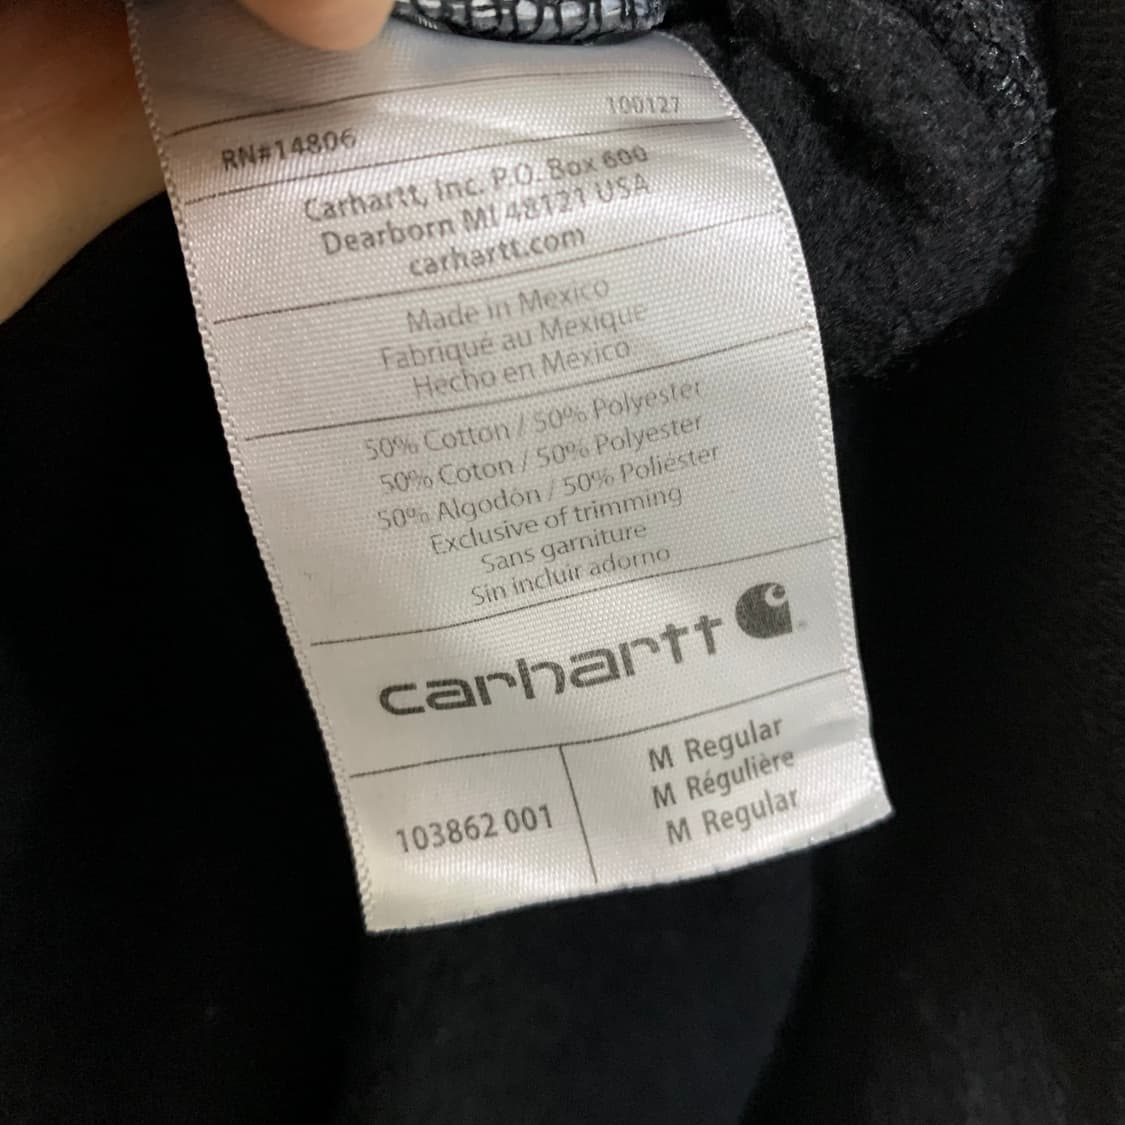 RN#14806 100127
Carhartt, Inc. P.O. Box 600
Dearborn MI 48121 USA
carhartt.com
Made in Mexico
Fabriqué au Mexique
Hecho en Mexico
50% Cotton / 50% Polyester
50% Coton / 50% Polyester
50% Algodón / 50% Poliéster
Exclusive of trimming
Sans garniture
Sin incluir adorno
carhartt
103862 001
M Regular
M Régulière
M Regular